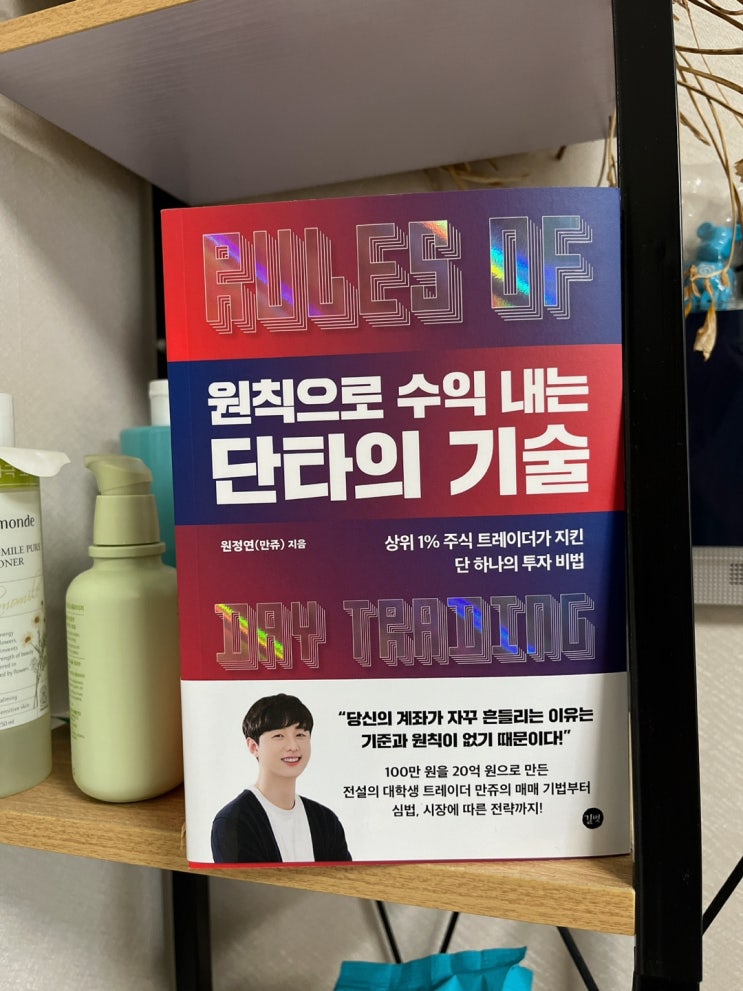 RULES OF
원칙으로 수익 내는
단타의 기술
원정연(만쥬) 지음
상위 1% 주식 트레이더가 지킨
단 하나의 투자 비법
DAY TRADING
“당신의 계좌가 자꾸 흔들리는 이유는
기준과 원칙이 없기 때문이다!”
100만 원을 20억 원으로 만든
전설의 대학생 트레이더 만쥬의 매매 기법부터
심법, 시장에 따른 전략까지!
길벗
monde
MILE PURE
ONER